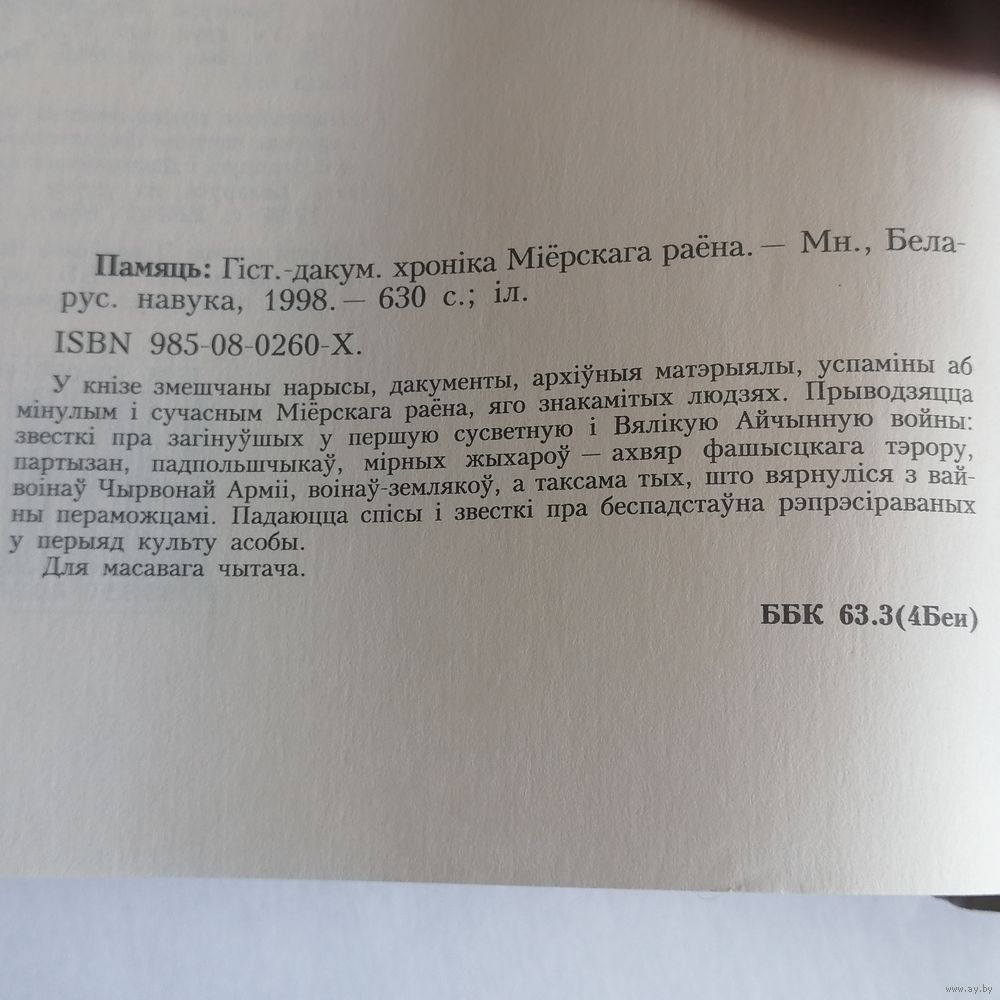 Памяць: Гіст.-дакум. хроніка Міёрскага раёна. — Мн., Бела-
рус. навука, 1998. — 630 с.; іл.
ISBN 985-08-0260-X.
У кнізе змешчаны нарысы, дакументы, архіўныя матэрыялы, успаміны аб
мінулым і сучасным Міёрскага раёна, яго знакамітых людзях. Прыводзяцца
звесткі пра загінуўшых у першую сусветную і Вялікую Айчынную войны:
партызан, падпольшчыкаў, мірных жыхароў — ахвяр фашысцкага тэрору,
воінаў Чырвонай Арміі, воінаў-землякоў, а таксама тых, што вярнуліся з вай-
ны пераможцамі. Падаюцца спісы і звесткі пра беспадстаўна рэпрэсіраваных
у перыяд культу асобы.
Для масавага чытача.
ББК 63.3(4Беи)
www.ay.by